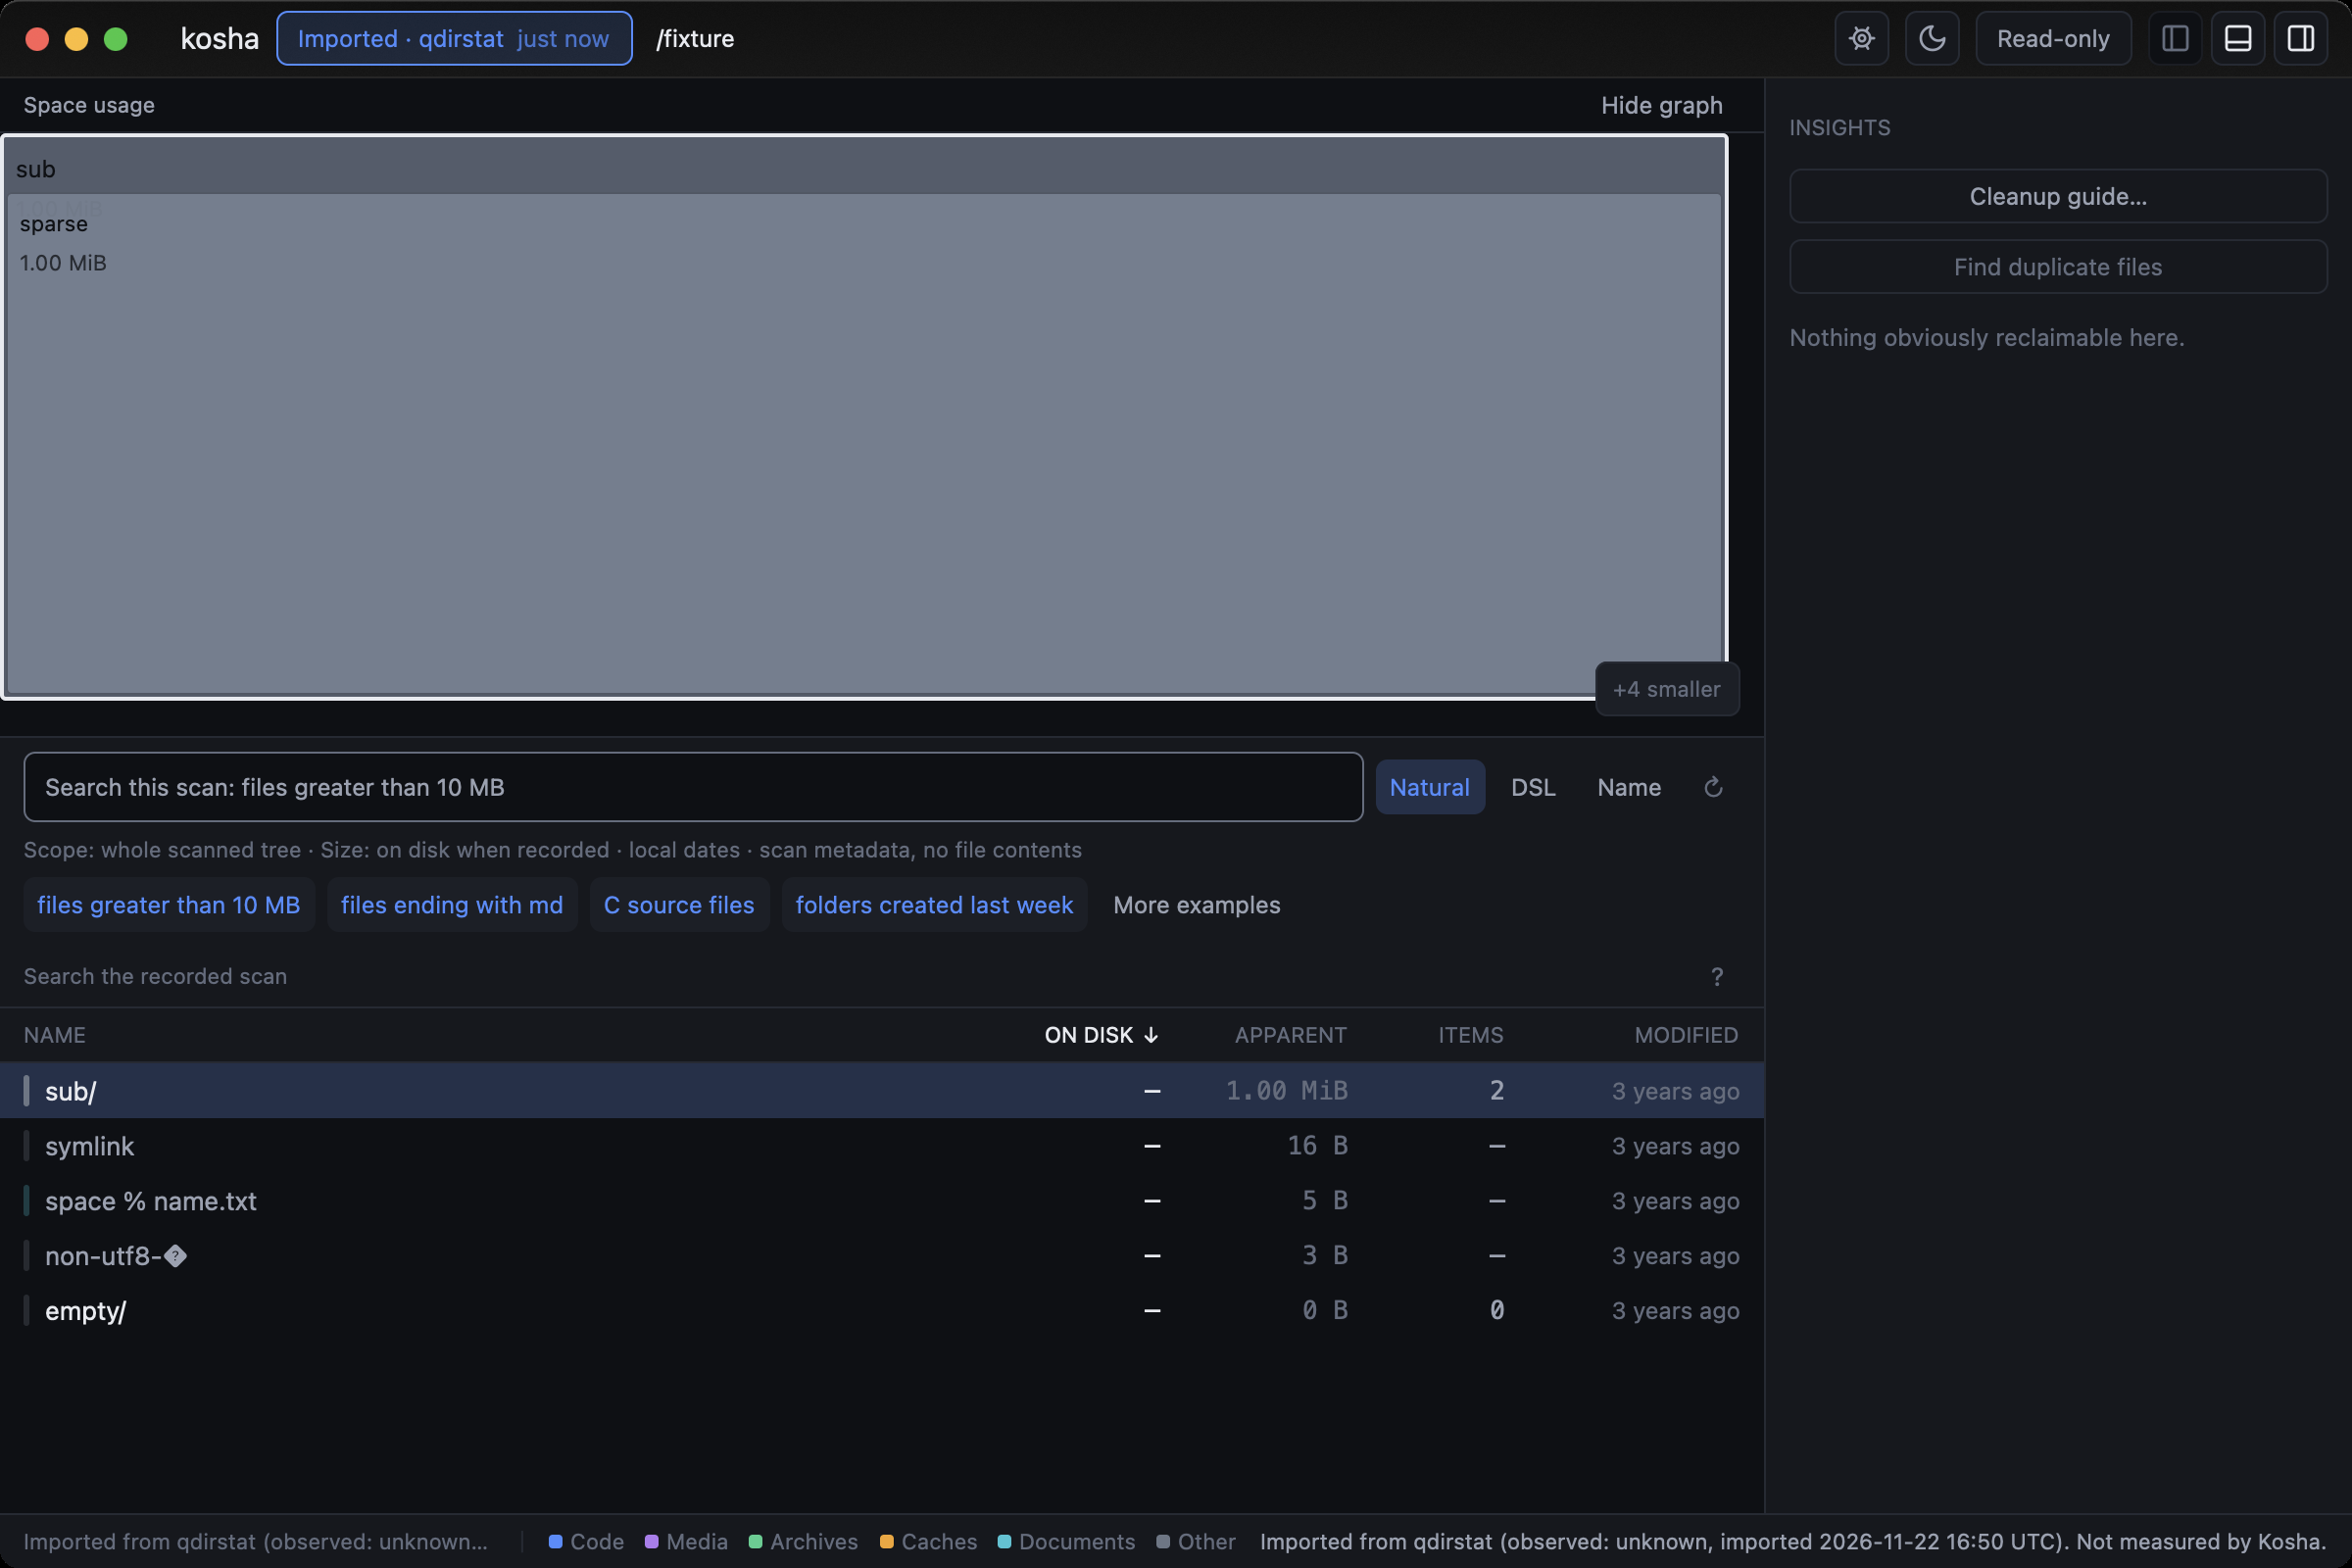 kosha Imported · qdirstat just now /fixture Read-only
Space usage Hide graph
sub
1.00 MiB
sparse
1.00 MiB
+4 smaller
INSIGHTS
Cleanup guide...
Find duplicate files
Nothing obviously reclaimable here.
Search this scan: files greater than 10 MB Natural DSL Name
Scope: whole scanned tree · Size: on disk when recorded · local dates · scan metadata, no file contents
files greater than 10 MB files ending with md C source files folders created last week More examples
Search the recorded scan ?
NAME ON DISK ↓ APPARENT ITEMS MODIFIED
sub/ — 1.00 MiB 2 3 years ago
symlink — 16 B — 3 years ago
space % name.txt — 5 B — 3 years ago
non-utf8-� — 3 B — 3 years ago
empty/ — 0 B 0 3 years ago
Imported from qdirstat (observed: unknown... Code Media Archives Caches Documents Other Imported from qdirstat (observed: unknown, imported 2026-11-22 16:50 UTC). Not measured by Kosha.